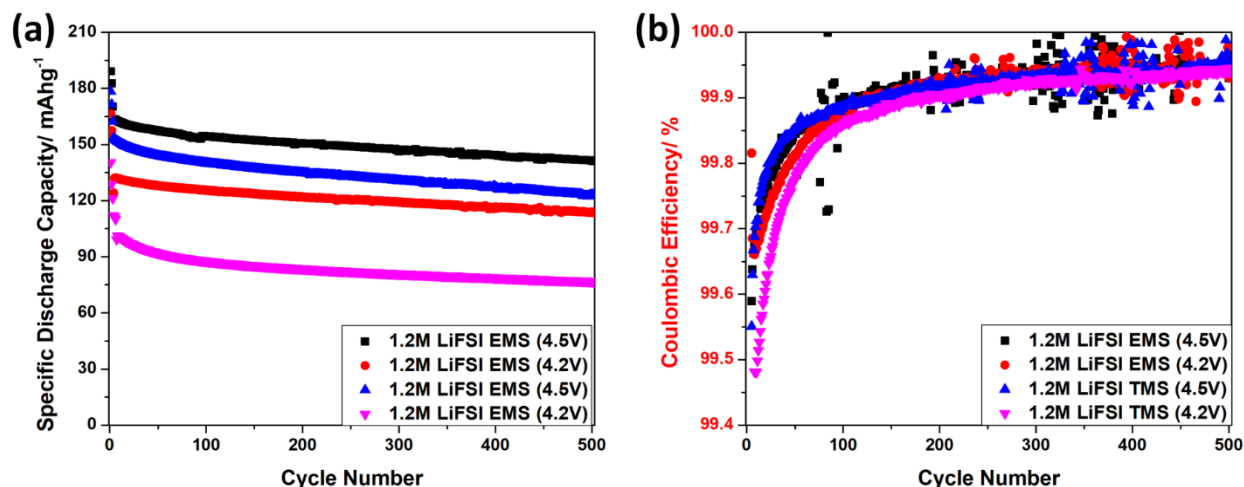 (a)
210
180
150
120
90
60
30
0
Specific Discharge Capacity/ mAhg-1
1.2M LiFSI EMS (4.5V)
1.2M LiFSI EMS (4.2V)
1.2M LiFSI EMS (4.5V)
1.2M LiFSI EMS (4.2V)
0 100 200 300 400 500
Cycle Number
(b)
100.0
99.9
99.8
99.7
99.6
99.5
99.4
Coulombic Efficiency/ %
1.2M LiFSI EMS (4.5V)
1.2M LiFSI EMS (4.2V)
1.2M LiFSI TMS (4.5V)
1.2M LiFSI TMS (4.2V)
0 100 200 300 400 500
Cycle Number